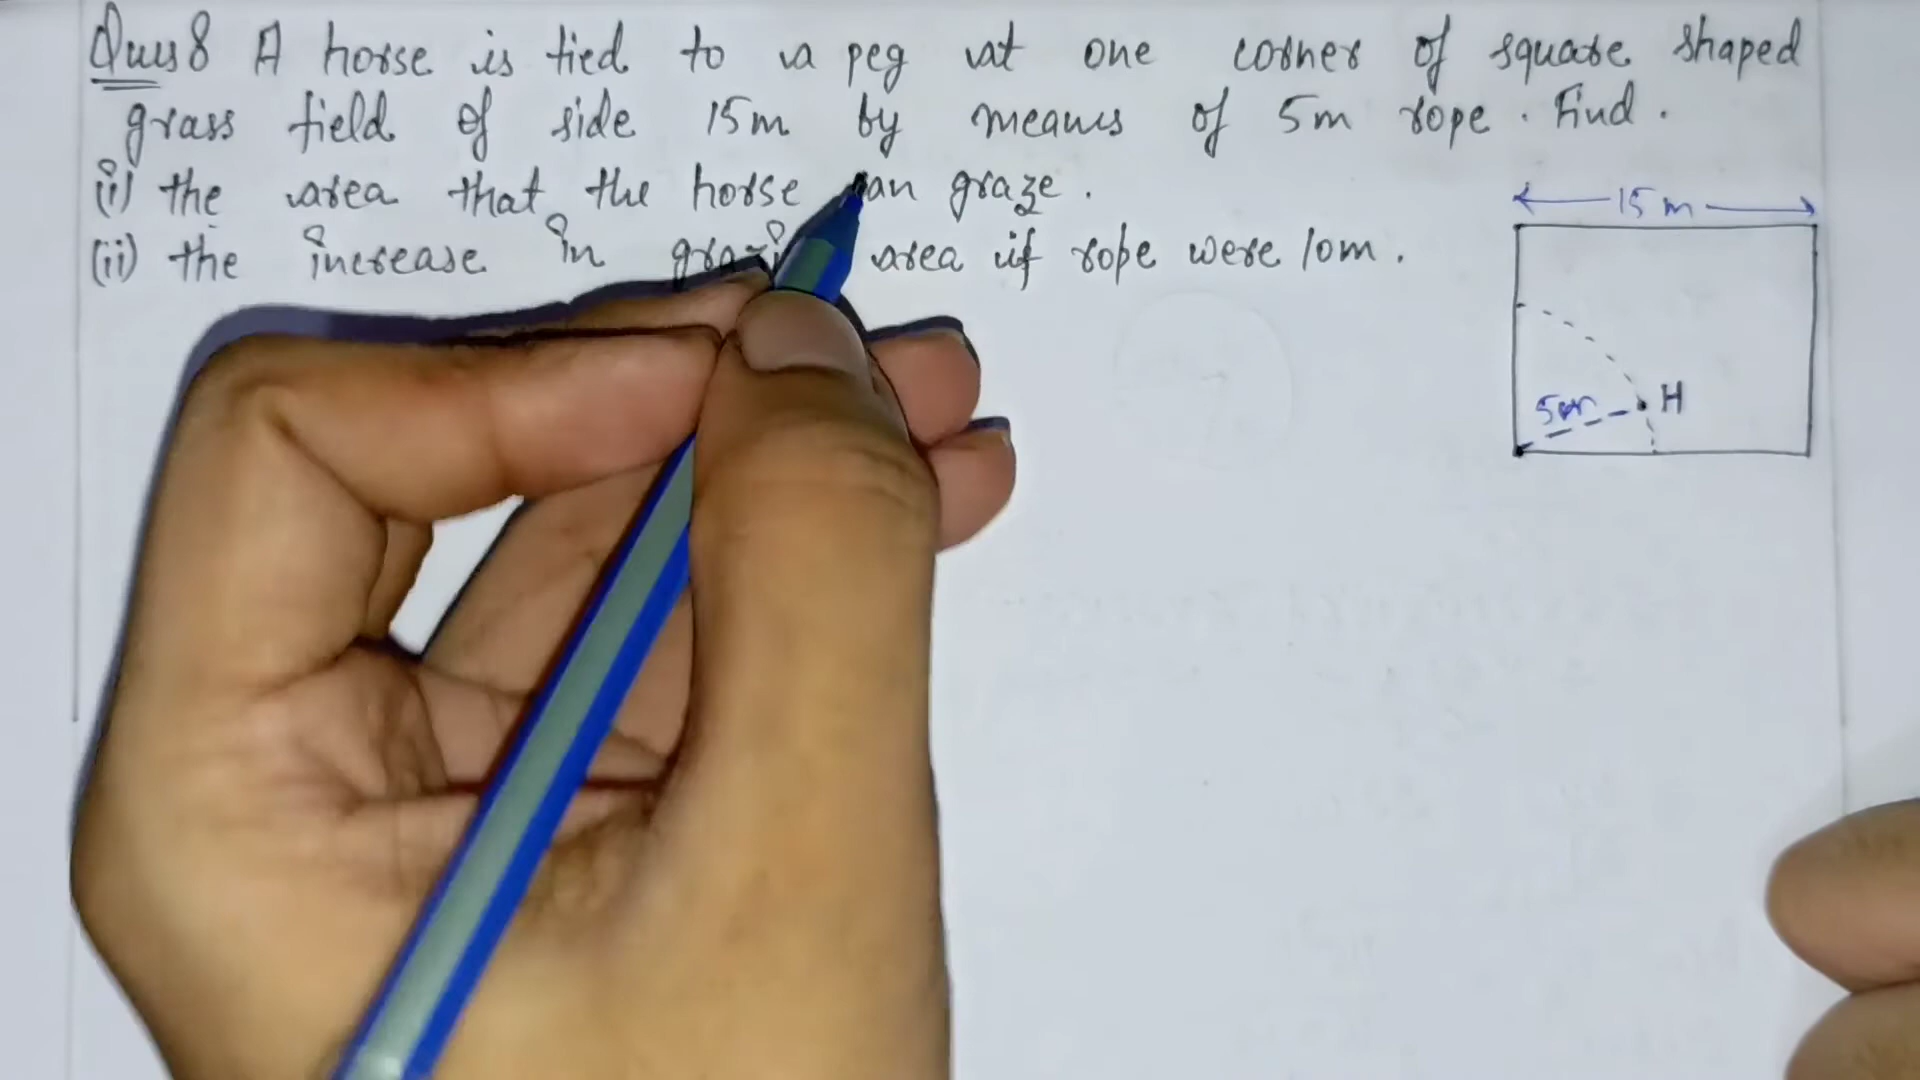 Ques 8 A horse is tied to a peg at one corner of square shaped
grass field of side 15m by means of 5m rope. Find.
(i) the area that the horse can graze.
(ii) the increase in area if rope were 10m.
15 m
5m
H